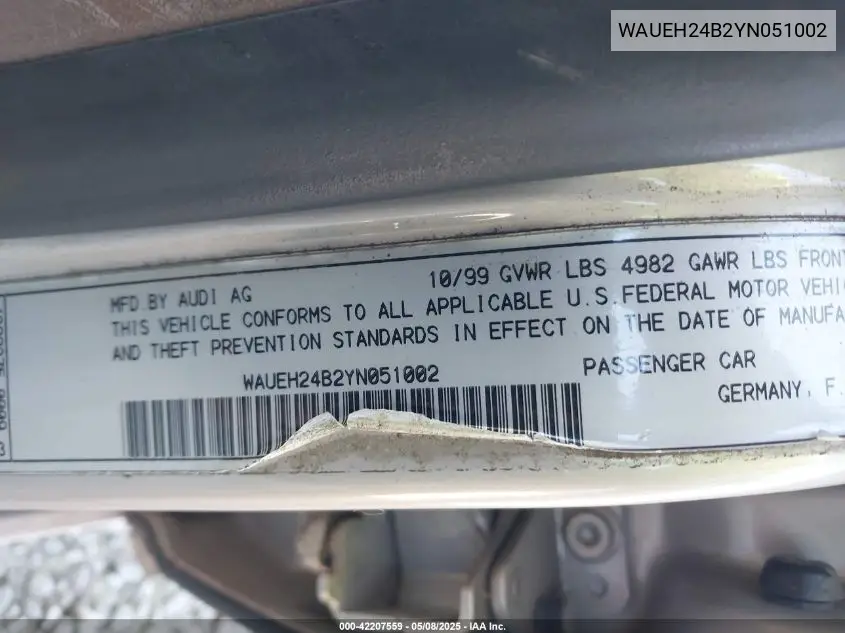 WAUEH24B2YN051002
MFD BY AUDI AG 10/99 GVWR LBS 4982 GAWR LBS FRON
THIS VEHICLE CONFORMS TO ALL APPLICABLE U.S.FEDERAL MOTOR VEHI
AND THEFT PREVENTION STANDARDS IN EFFECT ON THE DATE OF MANUFA
WAUEH24B2YN051002 PASSENGER CAR
GERMANY, F.
000-42207559 - 05/08/2025 - IAA Inc.